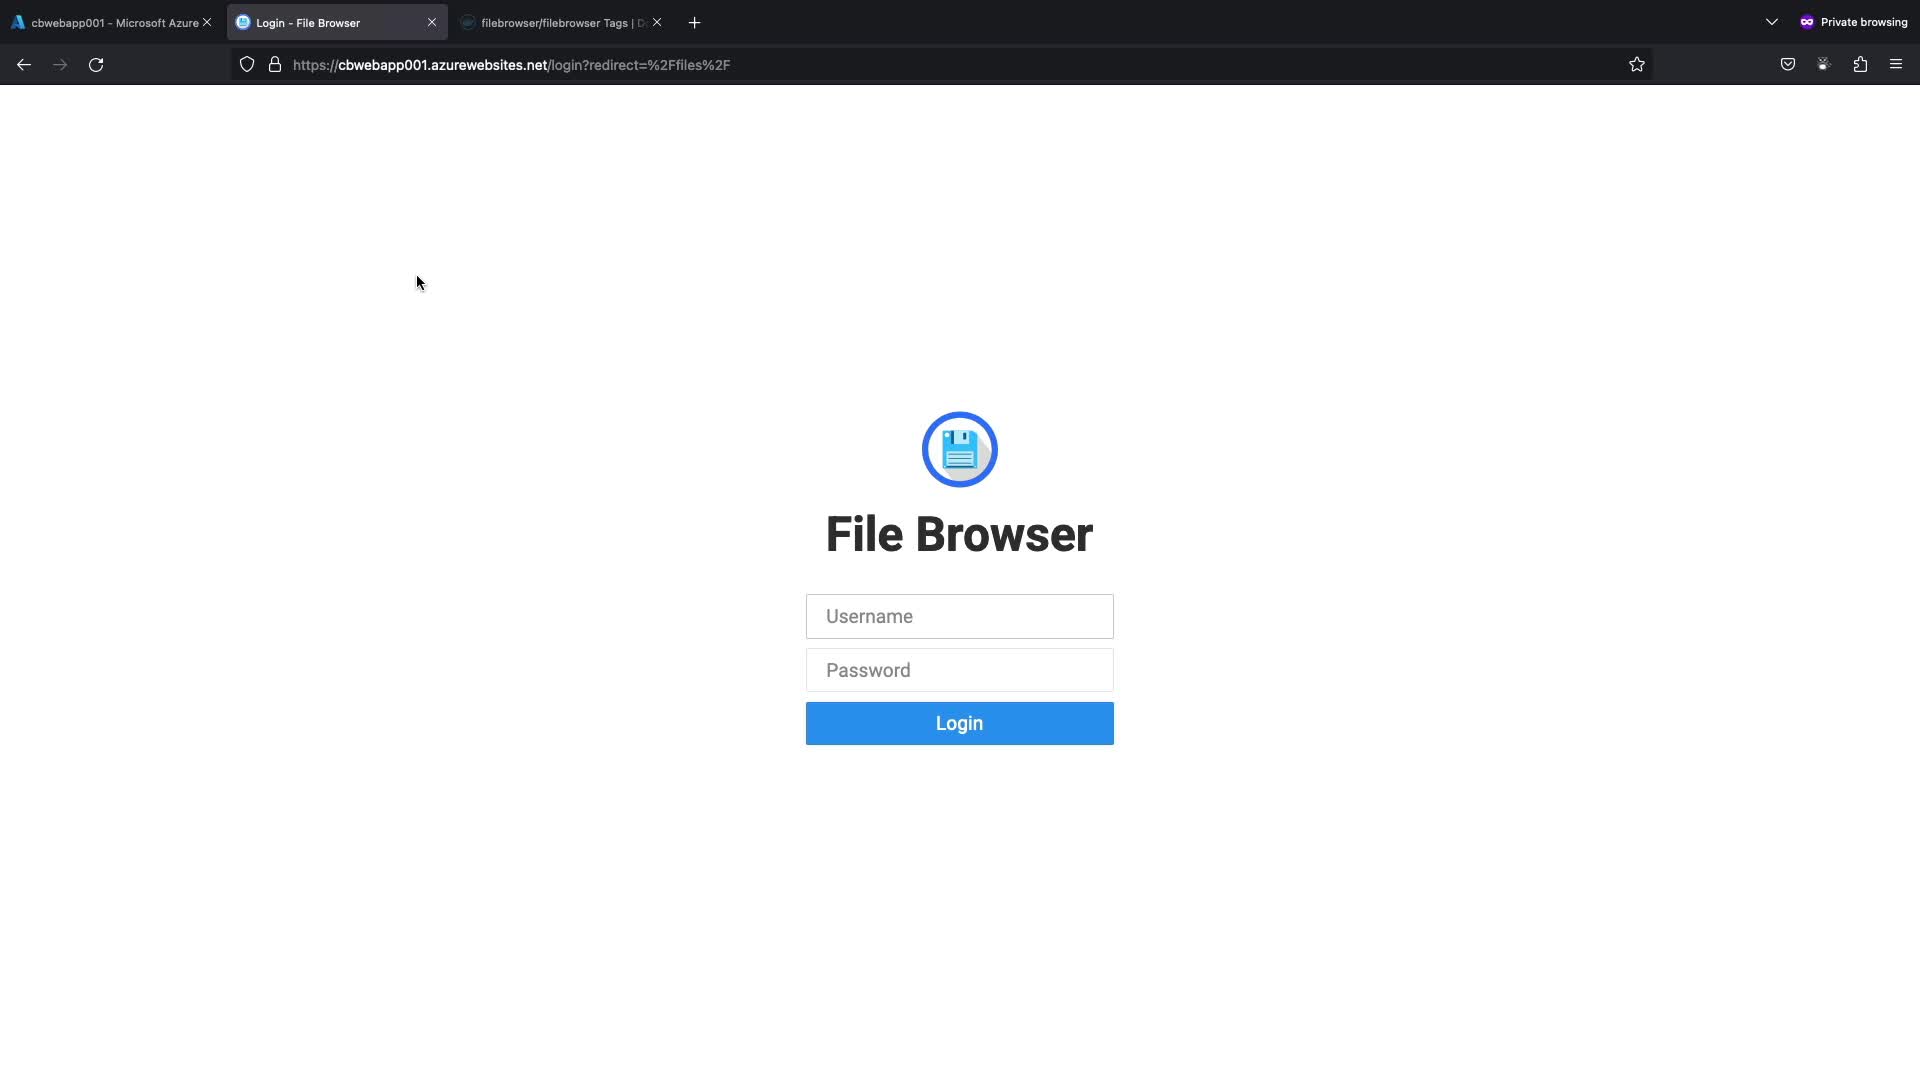 cbwebapp001 - Microsoft Azure
Login - File Browser
filebrowser/filebrowser Tags | D
Private browsing
https://cbwebapp001.azurewebsites.net/login?redirect=%2Ffiles%2F
File Browser
Username
Password
Login